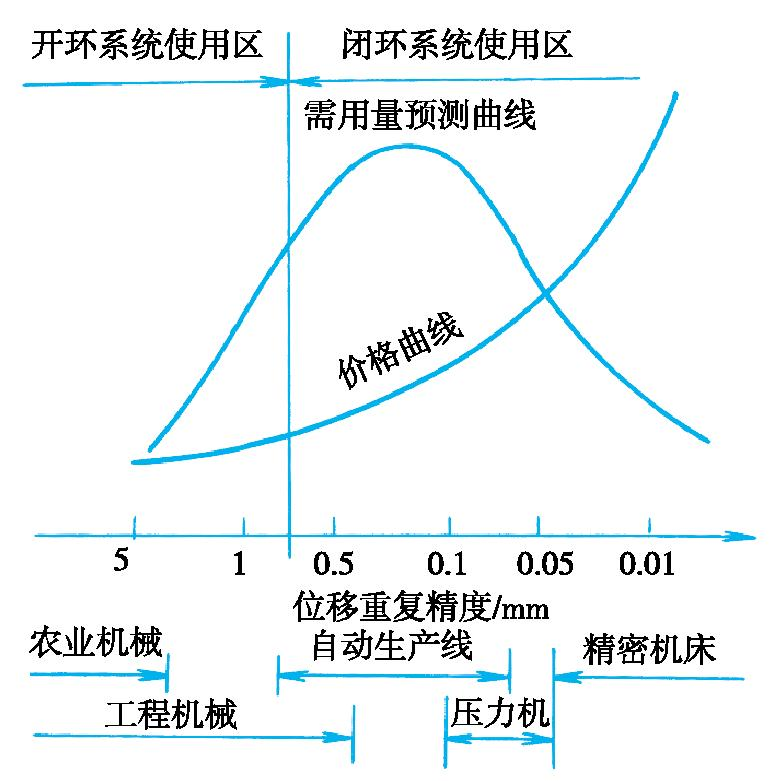 开环系统使用区
闭环系统使用区
需用量预测曲线
价格曲线
5 1 0.5 0.1 0.05 0.01
位移重复精度/mm
农业机械
自动生产线
精密机床
工程机械
压力机